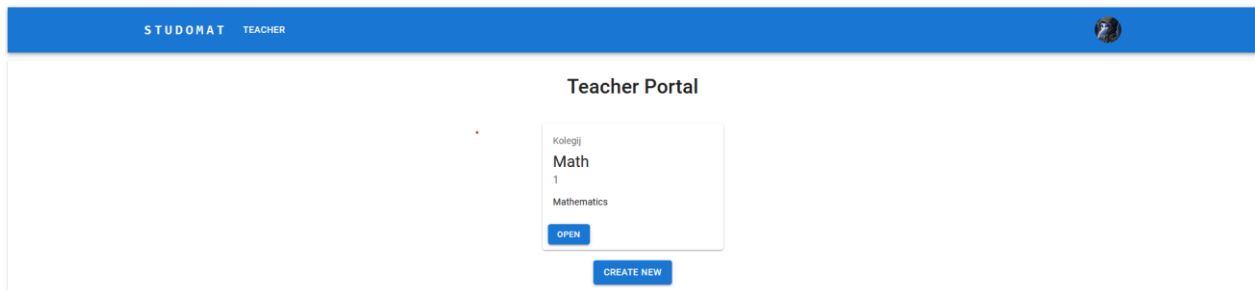 STUDOMAT TEACHER
Teacher Portal
Kolegij
Math
1
Mathematics
OPEN
CREATE NEW